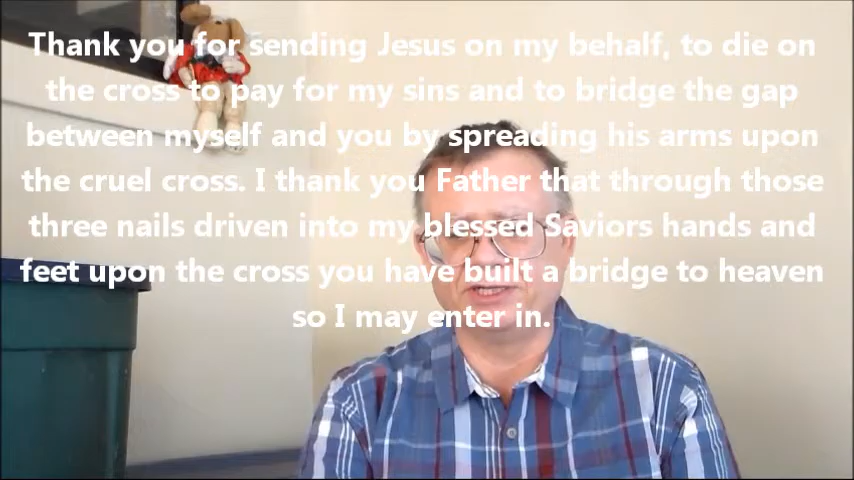 Thank you for sending Jesus on my behalf, to die on
the cross to pay for my sins and to bridge the gap
between myself and you by spreading his arms upon
the cruel cross. I thank you Father that through those
three nails driven into my blessed Saviors hands and
feet upon the cross you have built a bridge to heaven
so I may enter in.